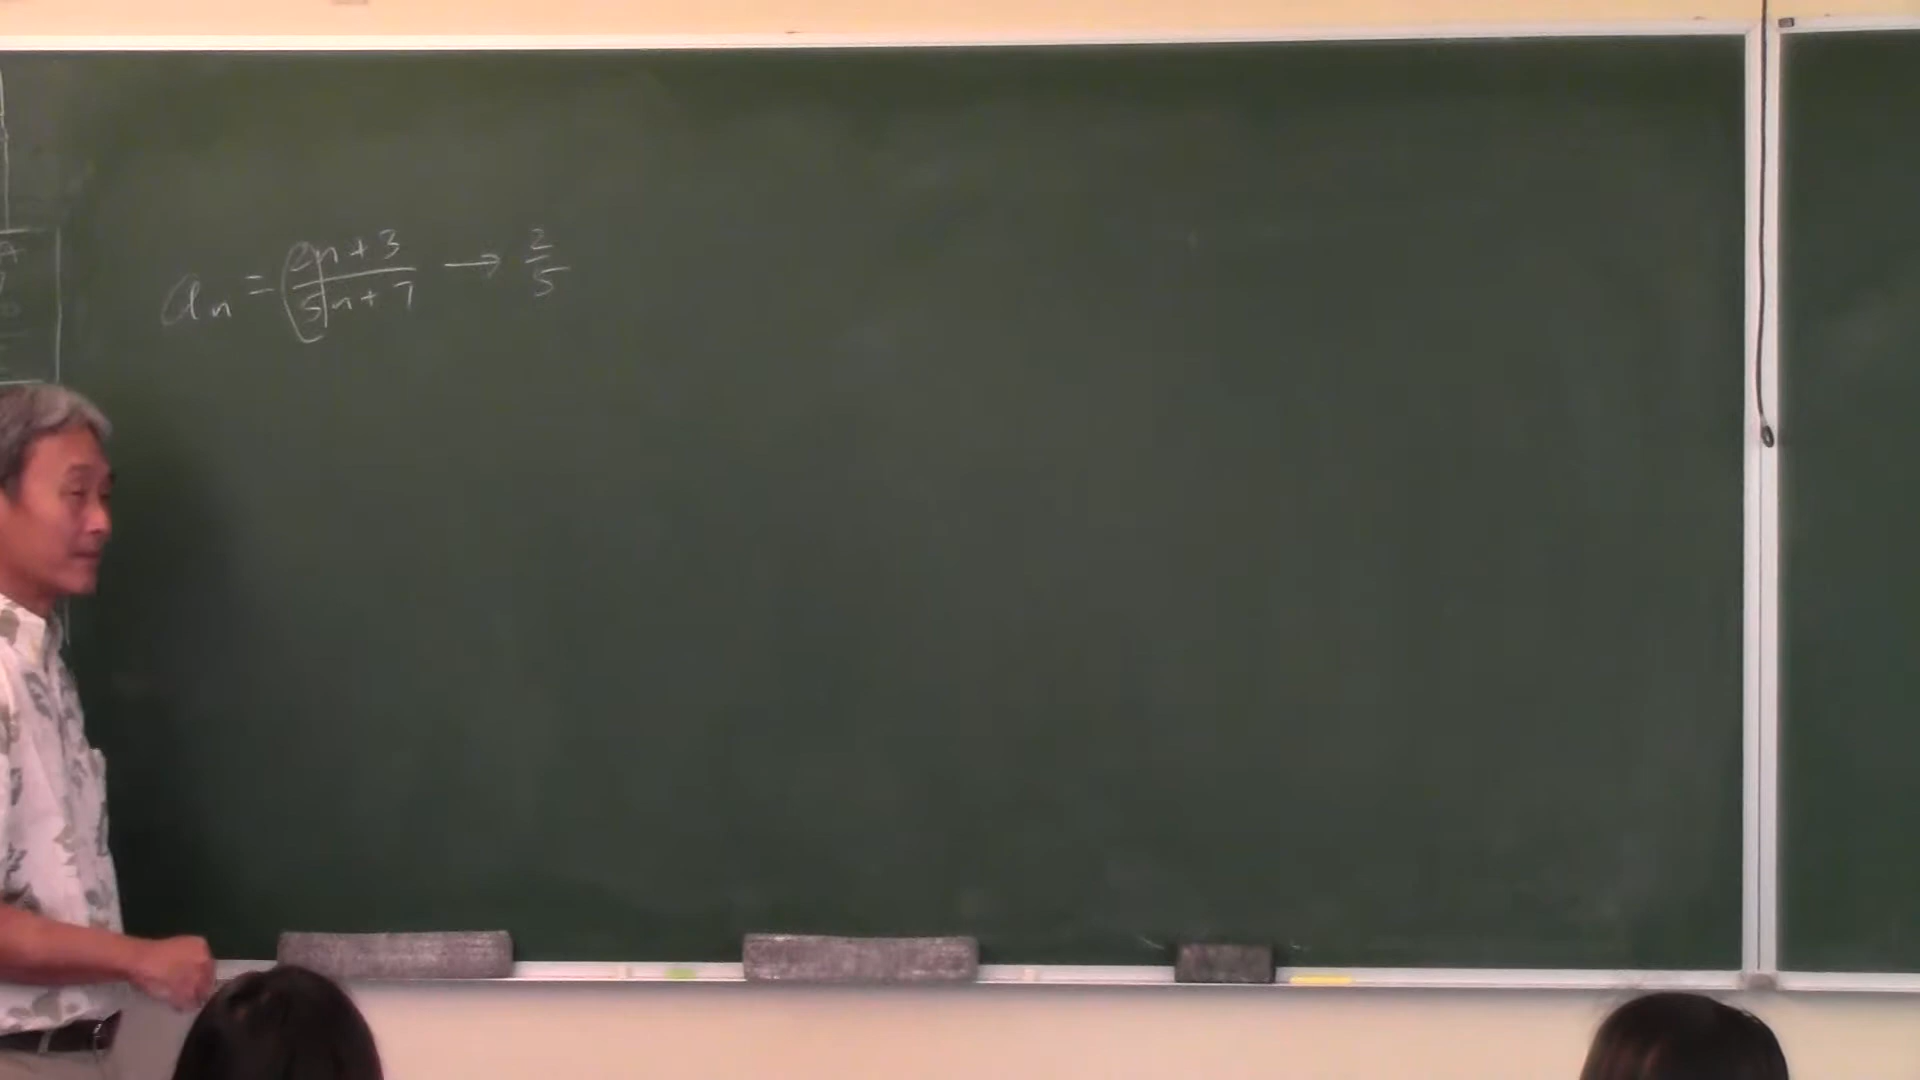 aₙ = (2n + 3)/(5n + 7) → 2/5